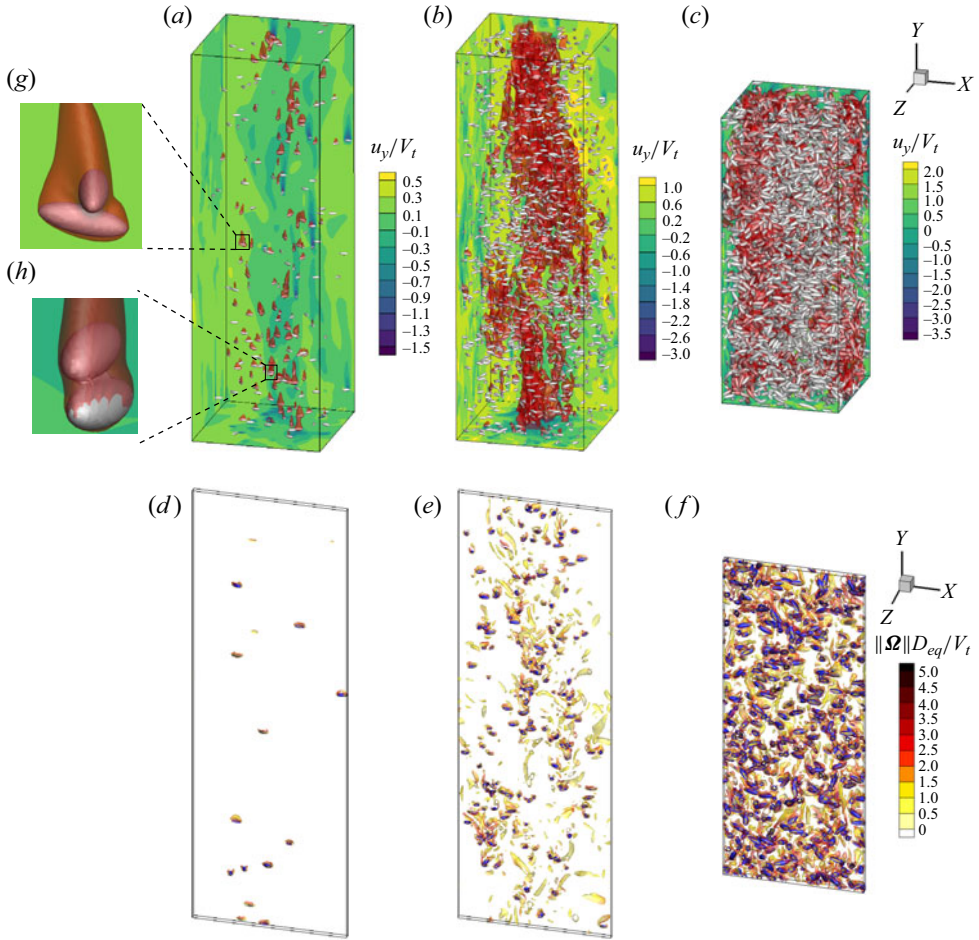 (a)
(b)
(c)
Y
X
Z
(g)
u_y/V_t
0.5
0.3
0.1
–0.1
–0.3
–0.5
–0.7
–0.9
–1.1
–1.3
–1.5
u_y/V_t
1.0
0.6
0.2
–0.2
–0.6
–1.0
–1.4
–1.8
–2.2
–2.6
–3.0
u_y/V_t
2.0
1.5
1.0
0.5
0
–0.5
–1.0
–1.5
–2.0
–2.5
–3.0
–3.5
(h)
(d)
(e)
(f)
Y
X
Z
||Ω||D_eq/V_t
5.0
4.5
4.0
3.5
3.0
2.5
2.0
1.5
1.0
0.5
0